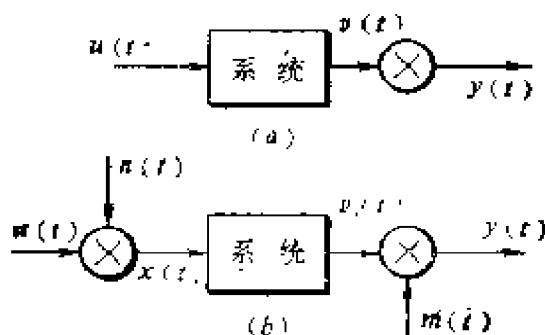 v(t)
u(t
系统
y(t)
(a)
n(t)
u(t)
系统
v(t
y(t)
x(t
(b)
m(t)